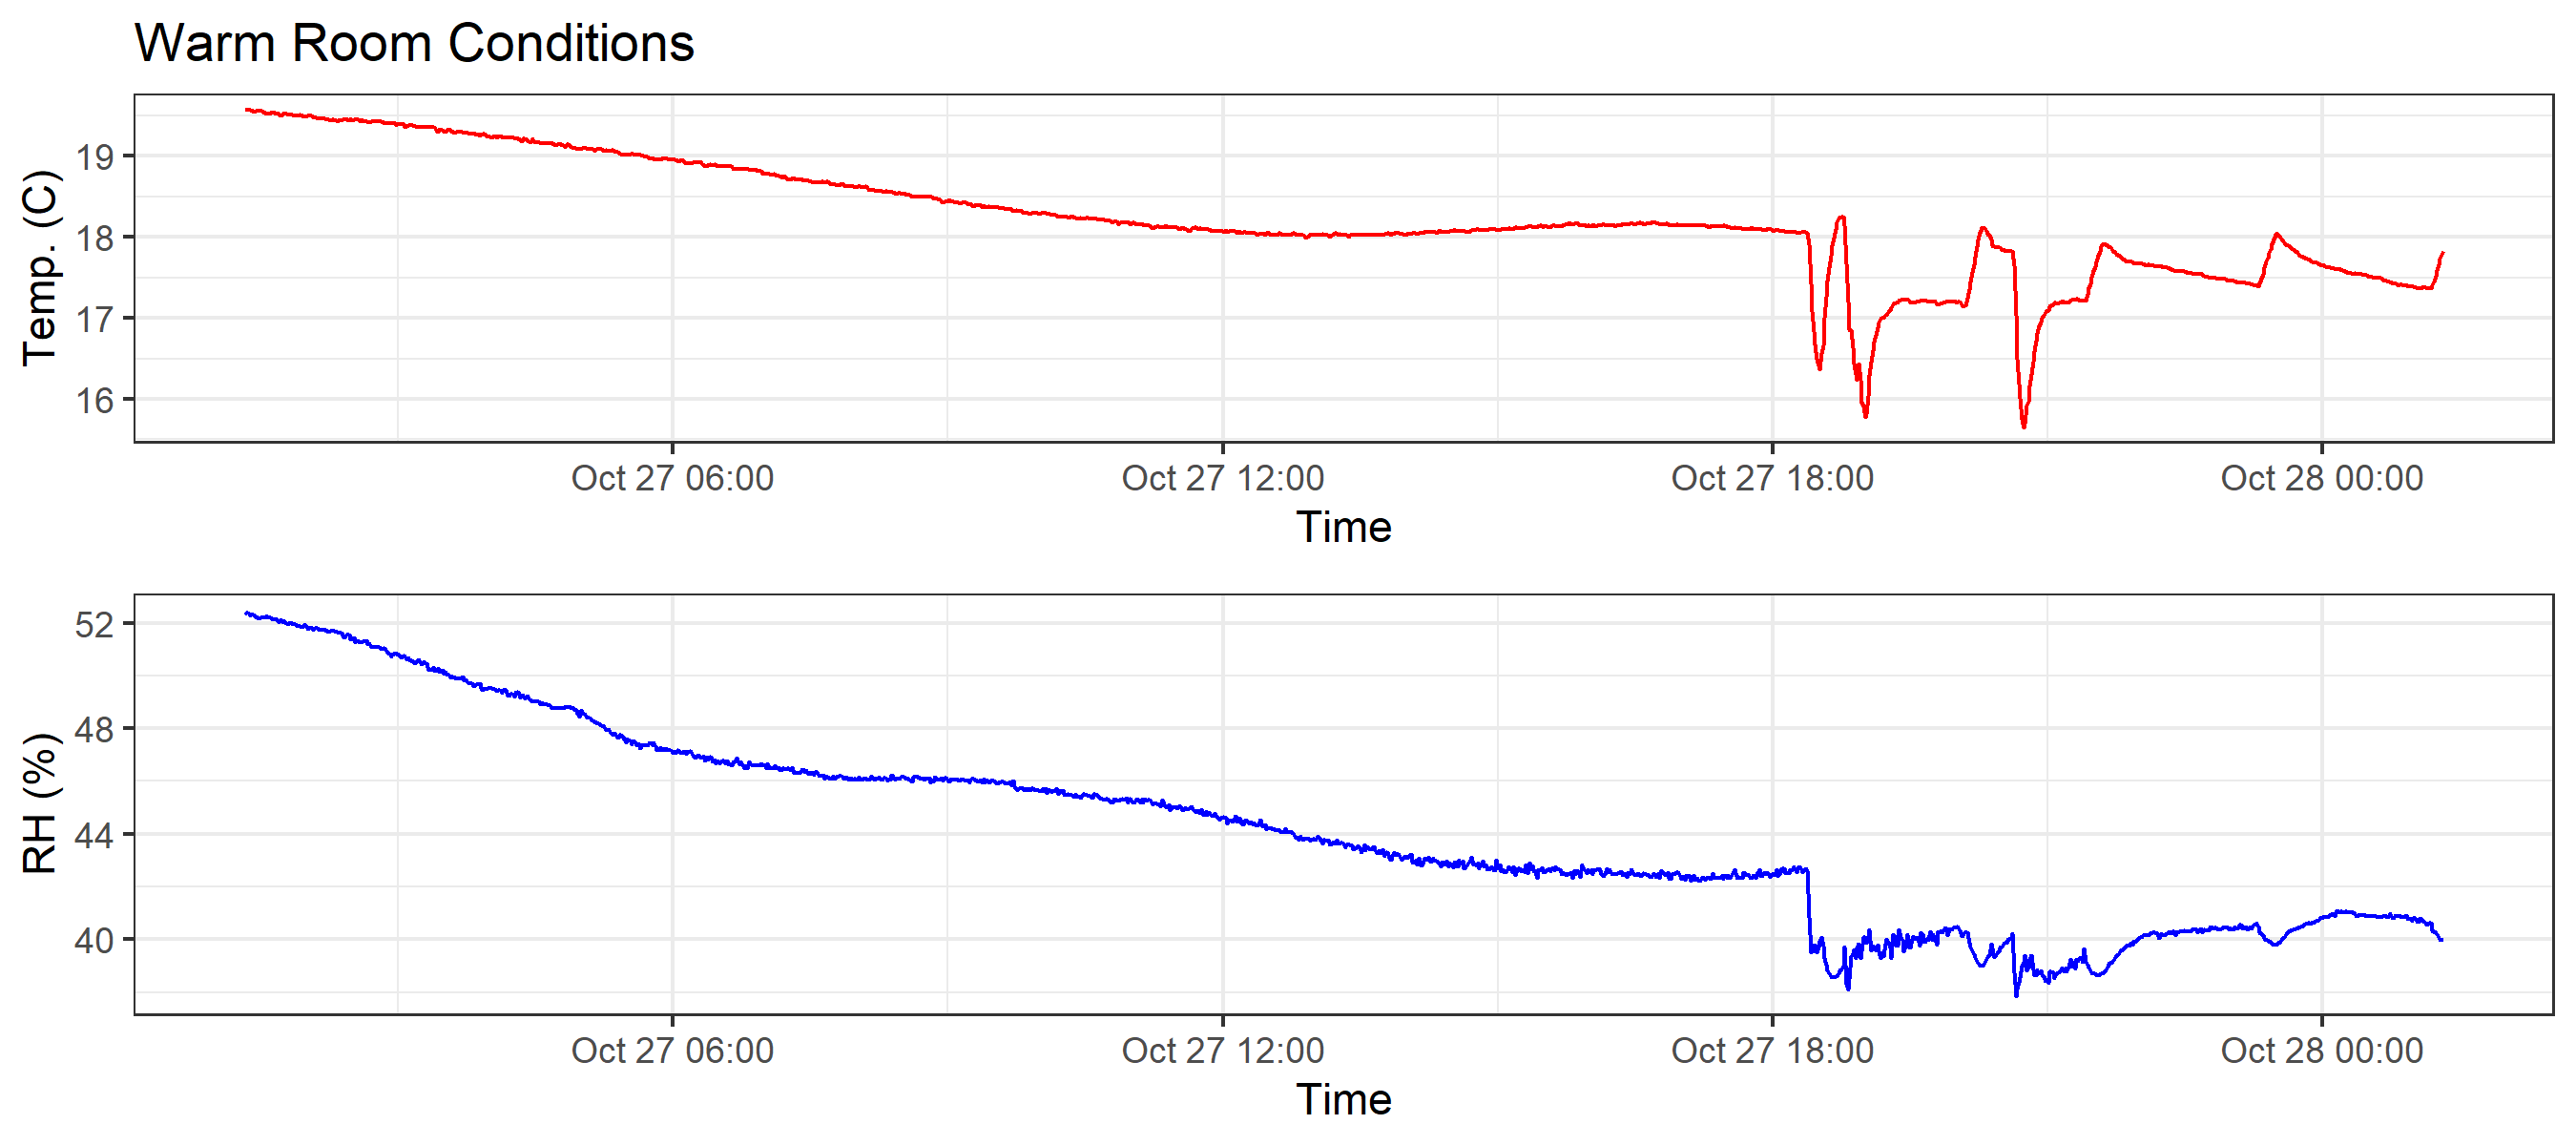 Warm Room Conditions
Temp. (C)
19
18
17
16
Oct 27 06:00 Oct 27 12:00 Oct 27 18:00 Oct 28 00:00
Time
RH (%)
52
48
44
40
Oct 27 06:00 Oct 27 12:00 Oct 27 18:00 Oct 28 00:00
Time